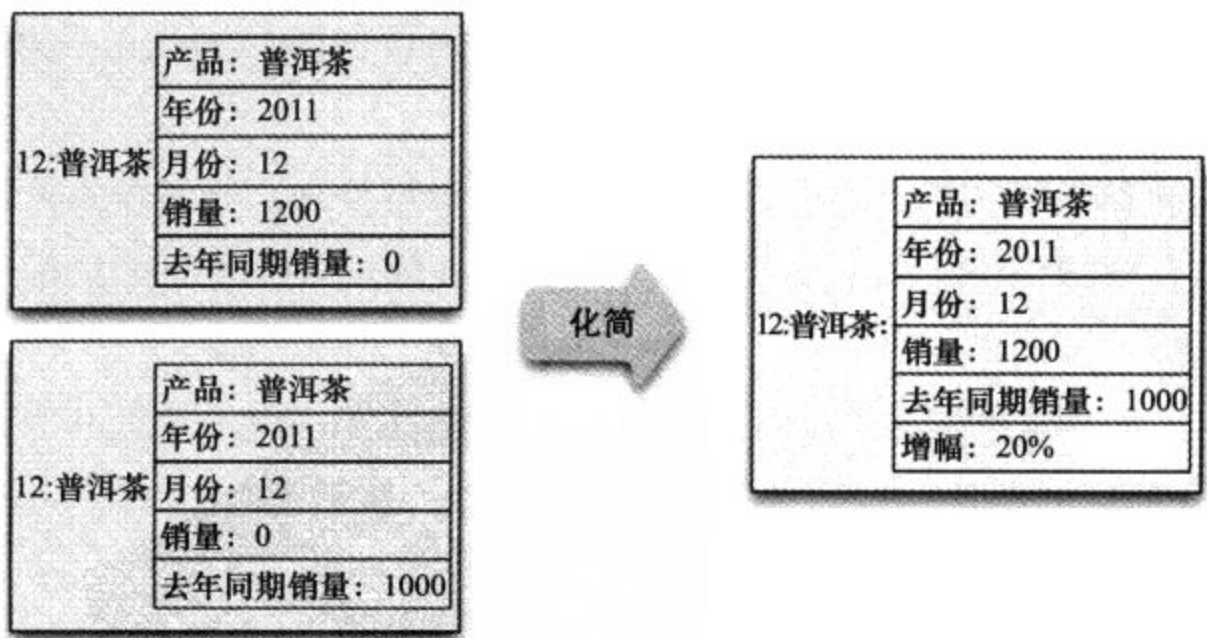 产品：普洱茶
年份：2011
12:普洱茶
月份：12
销量：1200
去年同期销量：0
产品：普洱茶
年份：2011
12:普洱茶
月份：12
销量：0
去年同期销量：1000
化简
产品：普洱茶
年份：2011
12:普洱茶:
月份：12
销量：1200
去年同期销量：1000
增幅：20%